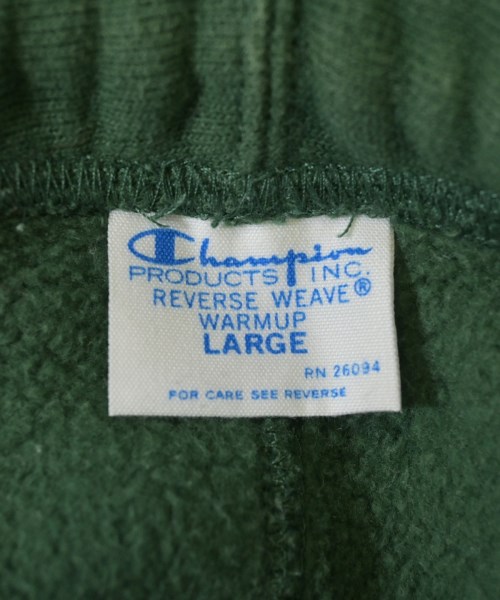 Champion
PRODUCTS INC.
REVERSE WEAVE®
WARMUP
LARGE
RN 26094
FOR CARE SEE REVERSE